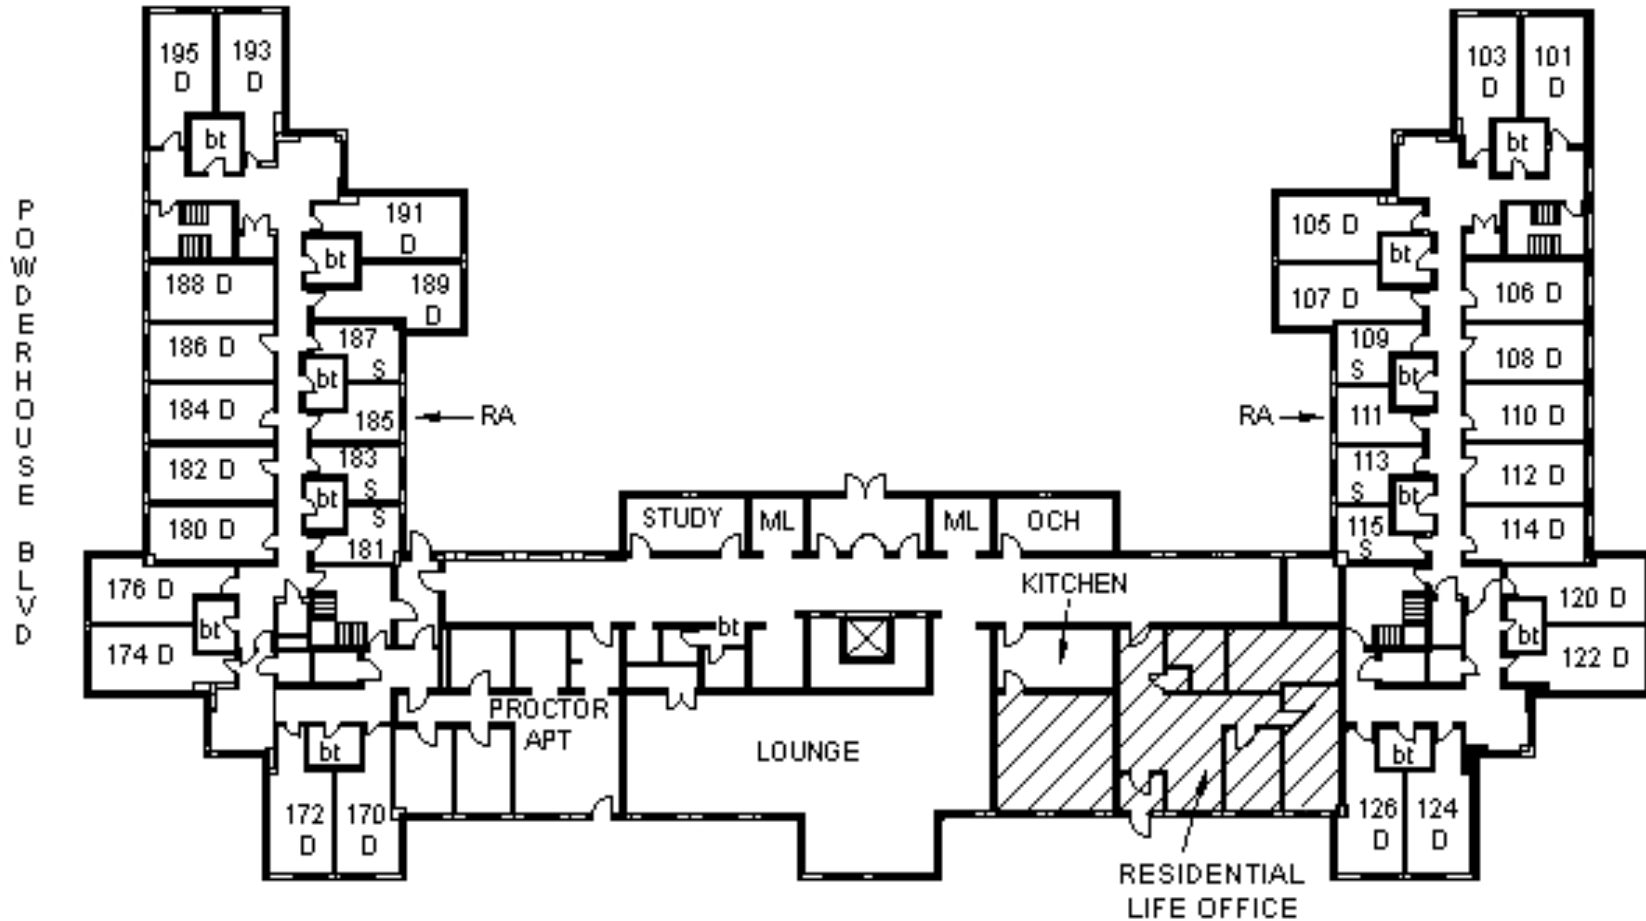 POWDERHOUSE BLVD
195 D
193 D
bt
191 D
bt
189 D
188 D
186 D
187 S
bt
184 D
185
RA
182 D
183 S
bt
180 D
S 181
176 D
bt
174 D
bt
172 D
170 D
STUDY
ML
ML
OCH
KITCHEN
bt
PROCTOR
APT
LOUNGE
RESIDENTIAL
LIFE OFFICE
103 D
101 D
bt
105 D
bt
107 D
106 D
109 S
bt
108 D
RA
111
110 D
113 S
bt
112 D
115 S
114 D
120 D
bt
122 D
bt
126 D
124 D